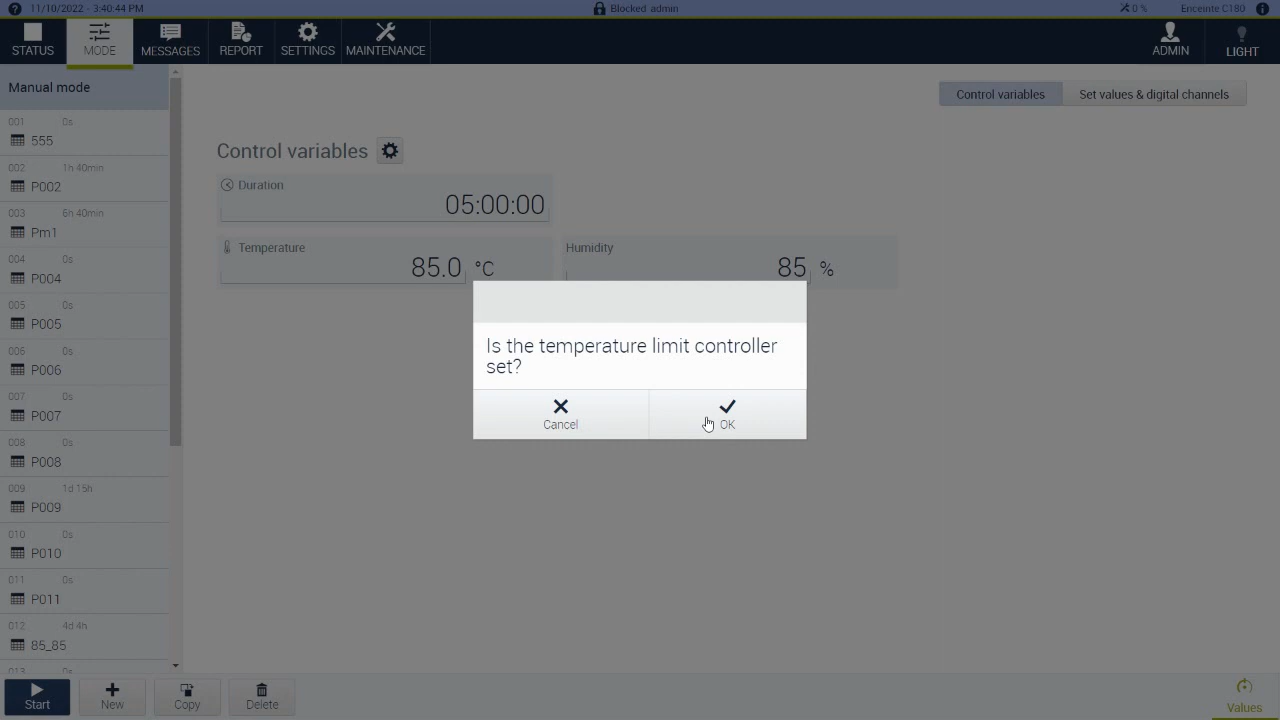 11/10/2022 - 3:40:44 PM
Blocked admin
0 %
Enceinte C180
STATUS
MODE
MESSAGES
REPORT
SETTINGS
MAINTENANCE
ADMIN
LIGHT
Manual mode
Control variables
Set values & digital channels
001 0s
555
002 1h 40min
P002
003 6h 40min
Pm1
004 0s
P004
005 0s
P005
006 0s
P006
007 0s
P007
008 0s
P008
009 1d 15h
P009
010 0s
P010
011 0s
P011
012 4d 4h
85_85
013 0s
Control variables
Duration
05:00:00
Temperature
85.0 °C
Humidity
85 %
Is the temperature limit controller
set?
Cancel
OK
Start
New
Copy
Delete
Values